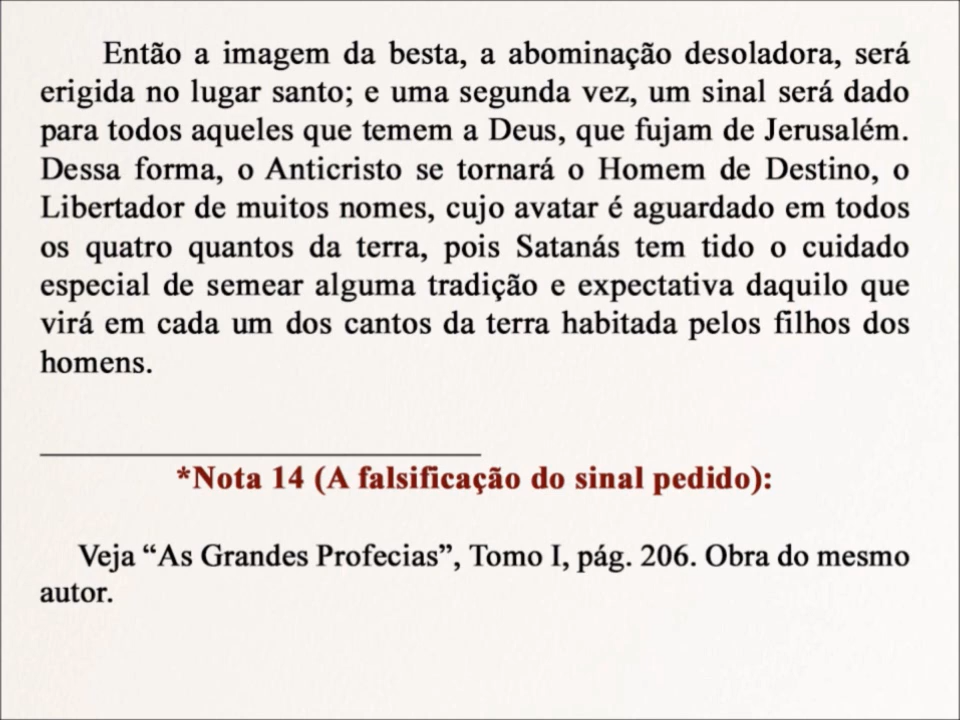 Então a imagem da besta, a abominação desoladora, será
erigida no lugar santo; e uma segunda vez, um sinal será dado
para todos aqueles que temem a Deus, que fujam de Jerusalém.
Dessa forma, o Anticristo se tornará o Homem de Destino, o
Libertador de muitos nomes, cujo avatar é aguardado em todos
os quatro quantos da terra, pois Satanás tem tido o cuidado
especial de semear alguma tradição e expectativa daquilo que
virá em cada um dos cantos da terra habitada pelos filhos dos
homens.
*Nota 14 (A falsificação do sinal pedido):
Veja “As Grandes Profecias”, Tomo I, pág. 206. Obra do mesmo
autor.